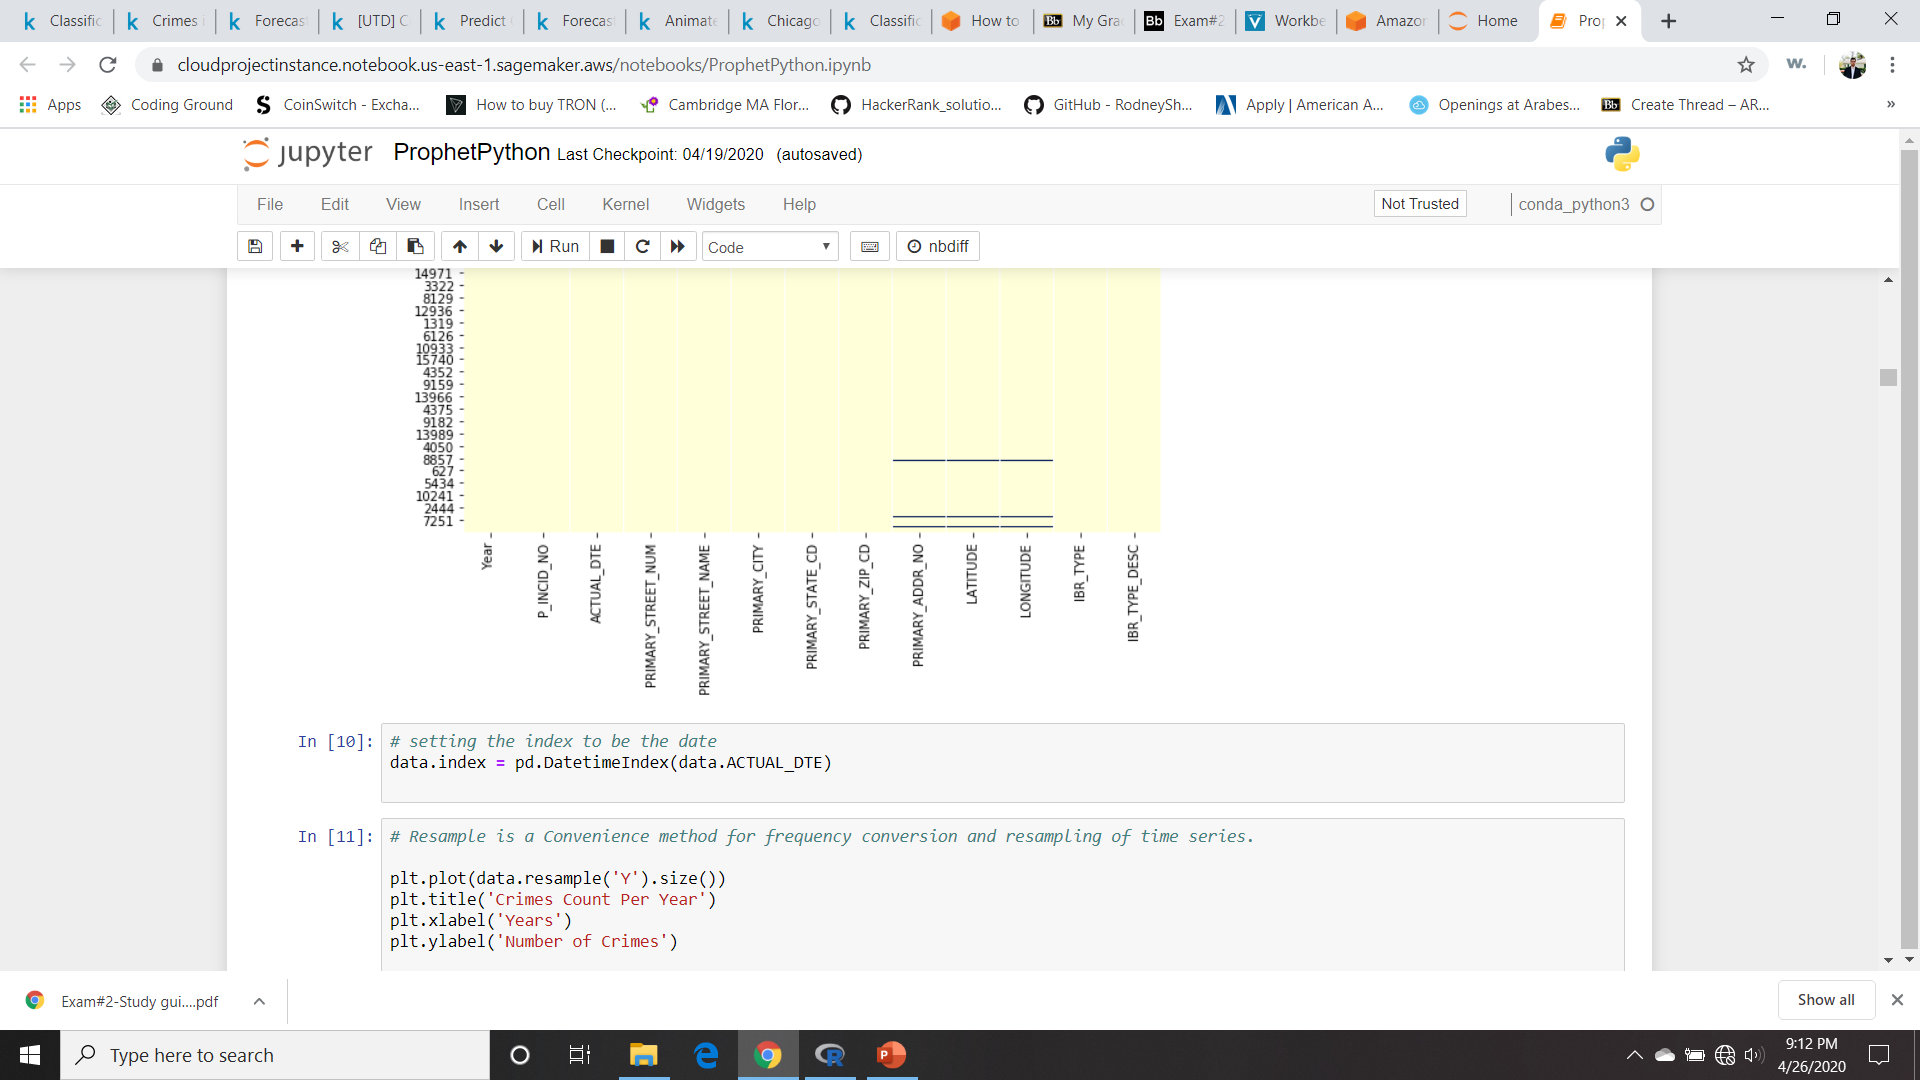 Classific
Crimes i
Forecas
[UTD] C
Predict
Forecas
Animate
Chicago
Classific
How to
My Gra
Exam#2
Workbe
Amazon
Home
Prop
cloudprojectinstance.notebook.us-east-1.sagemaker.aws/notebooks/ProphetPython.ipynb
Apps
Coding Ground
CoinSwitch - Excha...
How to buy TRON (...
Cambridge MA Flor...
HackerRank_solutio...
GitHub - RodneySh...
Apply | American A...
Openings at Arabes...
Create Thread – AR...
»
jupyter ProphetPython Last Checkpoint: 04/19/2020 (autosaved)
File Edit View Insert Cell Kernel Widgets Help
Not Trusted
conda_python3
Run
Code
nbdiff
14971
3322
8129
12936
1319
6126
10933
15740
4352
9159
13966
4375
9182
13989
4050
8857
627
5434
10241
2444
7251
Year
P_INCID_NO
ACTUAL_DTE
PRIMARY_STREET_NUM
PRIMARY_STREET_NAME
PRIMARY_CITY
PRIMARY_STATE_CD
PRIMARY_ZIP_CD
PRIMARY_ADDR_NO
LATITUDE
LONGITUDE
IBR_TYPE
IBR_TYPE_DESC
In [10]: # setting the index to be the date
data.index = pd.DatetimeIndex(data.ACTUAL_DTE)
In [11]: # Resample is a Convenience method for frequency conversion and resampling of time series.
plt.plot(data.resample('Y').size())
plt.title('Crimes Count Per Year')
plt.xlabel('Years')
plt.ylabel('Number of Crimes')
Exam#2-Study gui....pdf
Show all
Type here to search
9:12 PM
4/26/2020